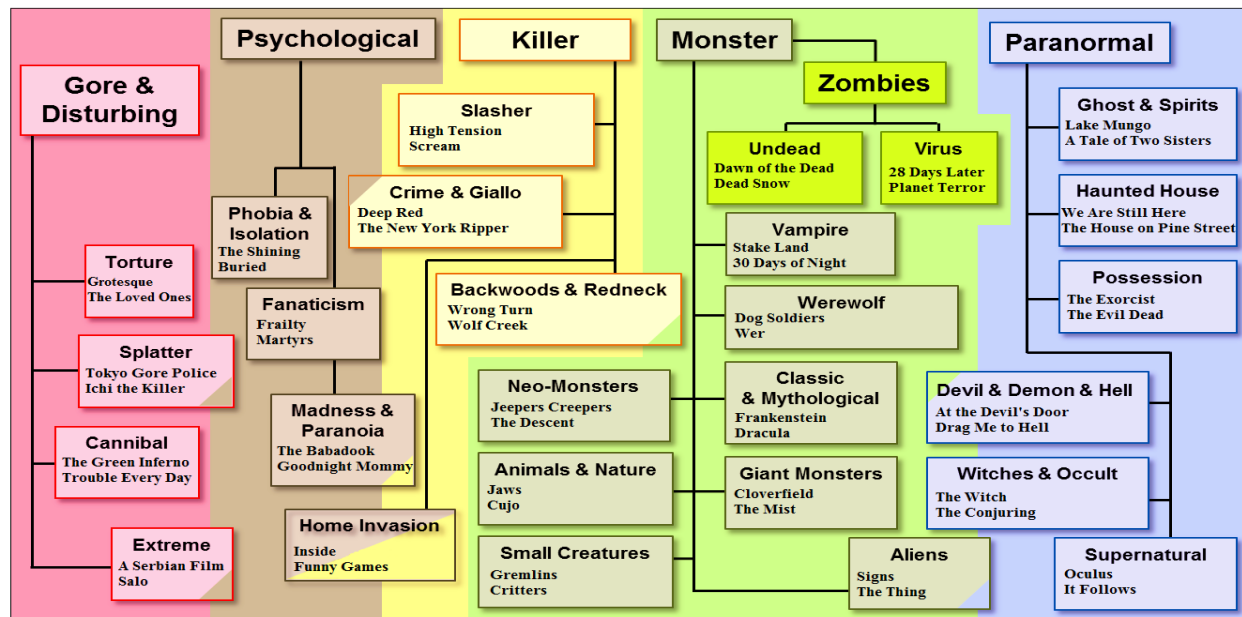 Gore &
Disturbing
Torture
Grotesque
The Loved Ones
Splatter
Tokyo Gore Police
Ichi the Killer
Cannibal
The Green Inferno
Trouble Every Day
Extreme
A Serbian Film
Salo
Psychological
Phobia &
Isolation
The Shining
Buried
Fanaticism
Frailty
Martyrs
Madness &
Paranoia
The Babadook
Goodnight Mommy
Killer
Slasher
High Tension
Scream
Crime & Giallo
Deep Red
The New York Ripper
Backwoods & Redneck
Wrong Turn
Wolf Creek
Home Invasion
Inside
Funny Games
Monster
Zombies
Undead
Dawn of the Dead
Dead Snow
Virus
28 Days Later
Planet Terror
Vampire
Stake Land
30 Days of Night
Werewolf
Dog Soldiers
Wer
Neo-Monsters
Jeepers Creepers
The Descent
Classic
& Mythological
Frankenstein
Dracula
Animals & Nature
Jaws
Cujo
Giant Monsters
Cloverfield
The Mist
Small Creatures
Gremlins
Critters
Aliens
Signs
The Thing
Paranormal
Ghost & Spirits
Lake Mungo
A Tale of Two Sisters
Haunted House
We Are Still Here
The House on Pine Street
Possession
The Exorcist
The Evil Dead
Devil & Demon & Hell
At the Devil's Door
Drag Me to Hell
Witches & Occult
The Witch
The Conjuring
Supernatural
Oculus
It Follows